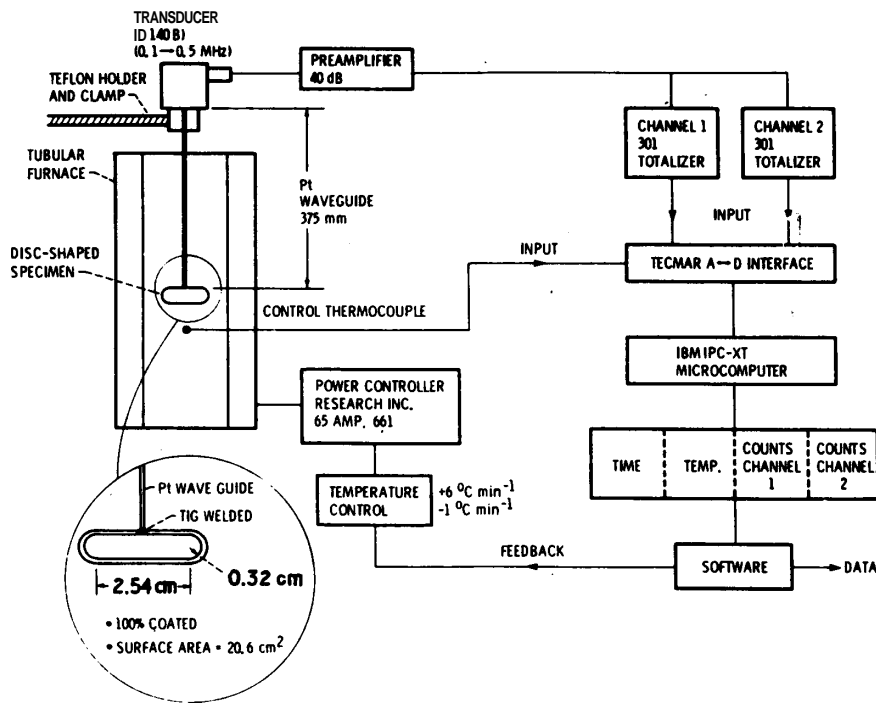 TRANSDUCER
ID 140B)
(0.1→0.5 MHz)
TEFLON HOLDER
AND CLAMP
PREAMPLIFIER
40 dB
CHANNEL 1
301
TOTALIZER
CHANNEL 2
301
TOTALIZER
TUBULAR
FURNACE
Pt
WAVEGUIDE
375 mm
INPUT
INPUT
DISC-SHAPED
SPECIMEN
TECMAR A→D INTERFACE
CONTROL THERMOCOUPLE
IBM IPC-XT
MICROCOMPUTER
POWER CONTROLLER
RESEARCH INC.
65 AMP, 661
TIME
TEMP.
COUNTS
CHANNEL
1
COUNTS
CHANNEL
2
TEMPERATURE
CONTROL
+6 °C min⁻¹
-1 °C min⁻¹
Pt WAVE GUIDE
TIG WELDED
FEEDBACK
SOFTWARE
DATA
2.54 cm
0.32 cm
• 100% COATED
• SURFACE AREA = 20.6 cm²